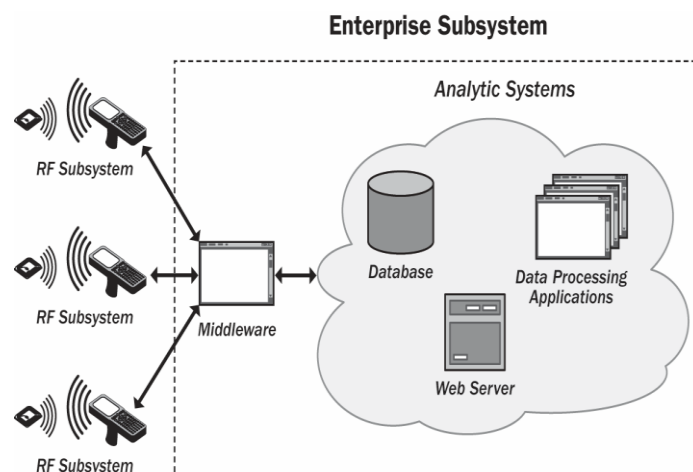 Enterprise Subsystem
Analytic Systems
RF Subsystem
RF Subsystem
RF Subsystem
Middleware
Database
Data Processing
Applications
Web Server